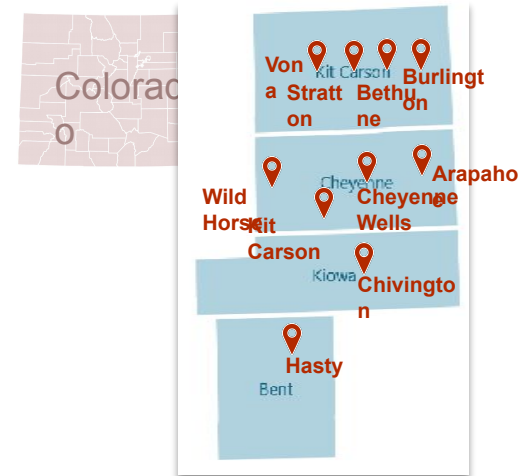 Colorad
o
Kit Carson
Von
a
Stratt
on
Bethu
ne
Burlingt
on
Cheyenne
Wild
Horse
Kit
Carson
Cheyenne
Wells
Arapaho
e
Kiowa
Chivingto
n
Hasty
Bent